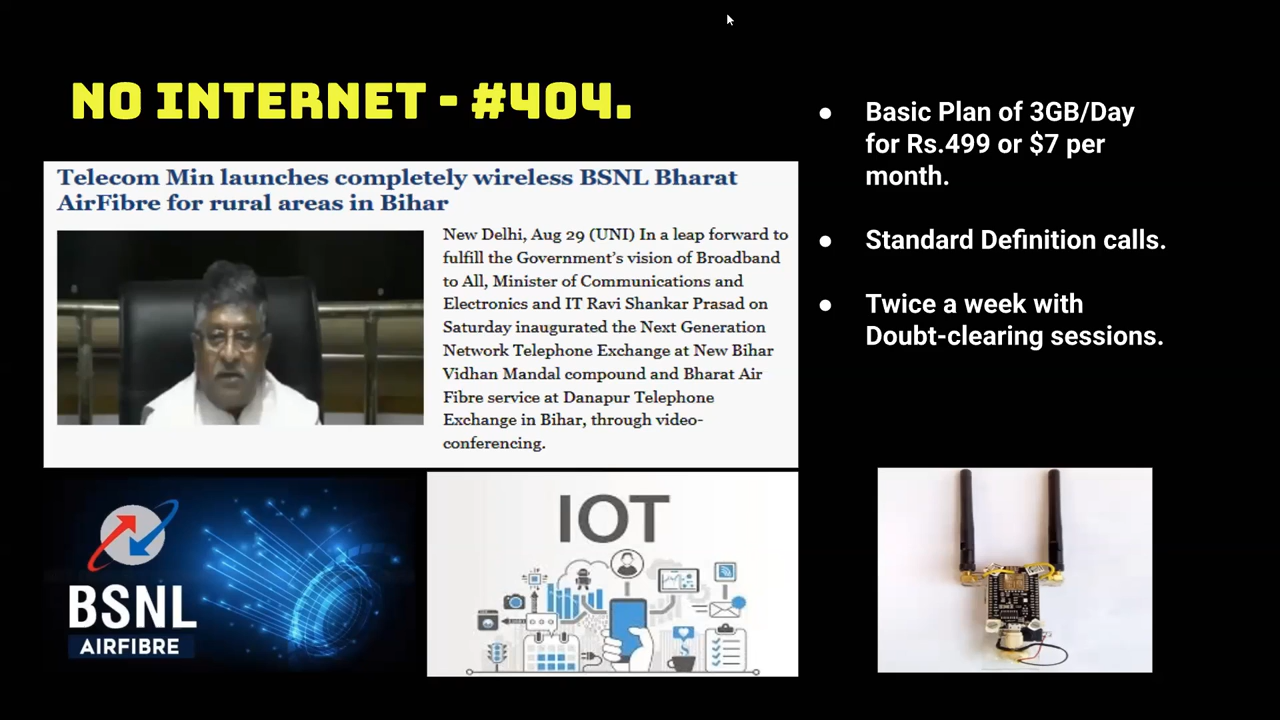 NO INTERNET - #404.
Telecom Min launches completely wireless BSNL Bharat
AirFibre for rural areas in Bihar
New Delhi, Aug 29 (UNI) In a leap forward to
fulfill the Government's vision of Broadband
to All, Minister of Communications and
Electronics and IT Ravi Shankar Prasad on
Saturday inaugurated the Next Generation
Network Telephone Exchange at New Bihar
Vidhan Mandal compound and Bharat Air
Fibre service at Danapur Telephone
Exchange in Bihar, through video-
conferencing.
BSNL
AIRFIBRE
IOT
● Basic Plan of 3GB/Day
for Rs.499 or $7 per
month.
● Standard Definition calls.
● Twice a week with
Doubt-clearing sessions.